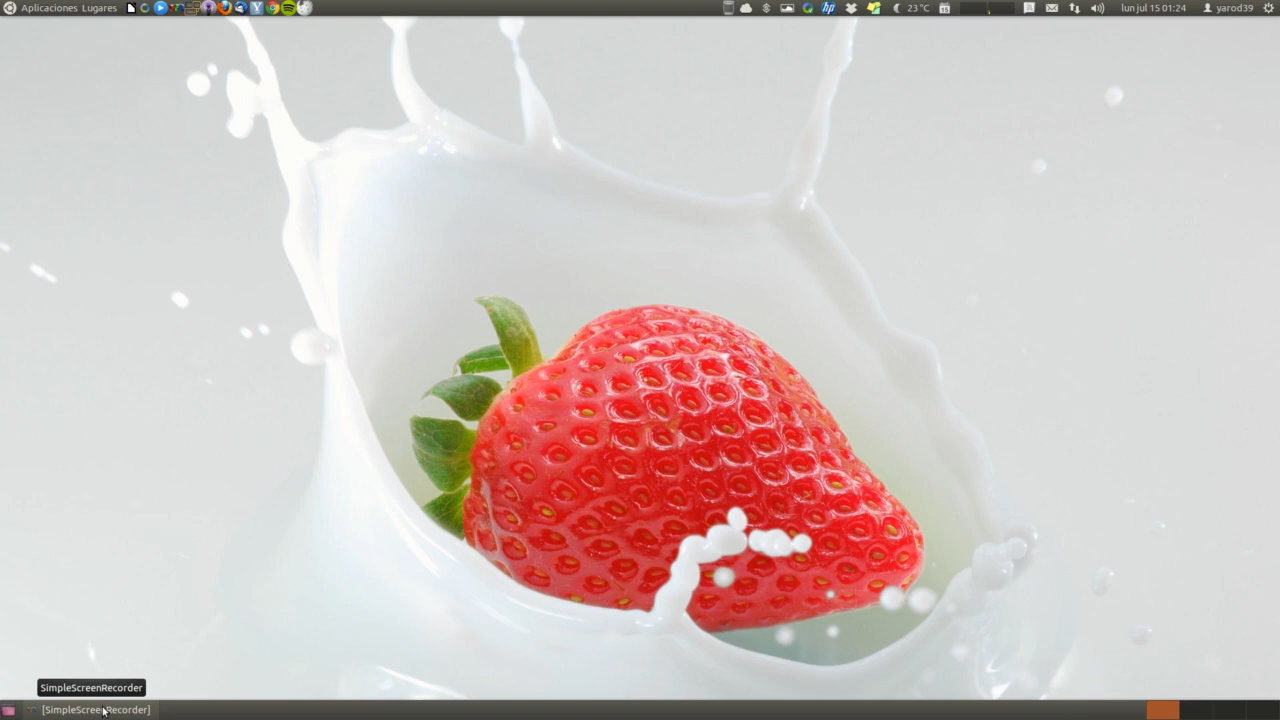 Aplicaciones Lugares 23 °C lun jul 15 01:24 yarod39
SimpleScreenRecorder
[SimpleScreenRecorder]